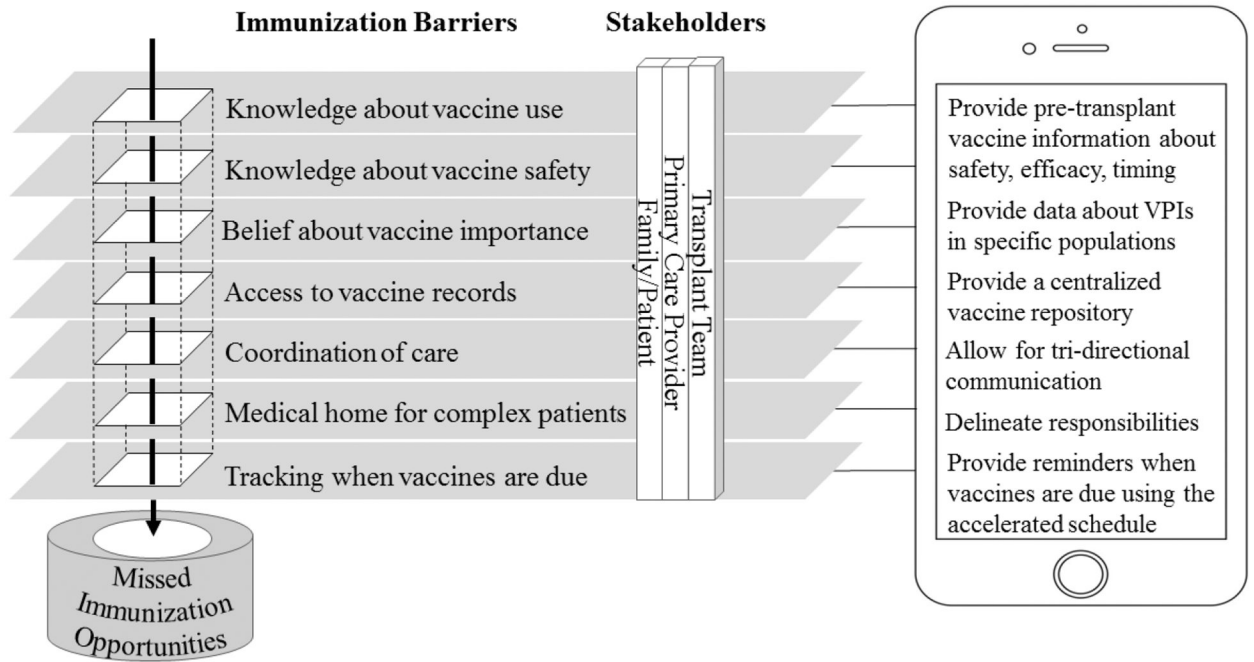 Immunization Barriers
Stakeholders
Knowledge about vaccine use
Knowledge about vaccine safety
Belief about vaccine importance
Access to vaccine records
Coordination of care
Medical home for complex patients
Tracking when vaccines are due
Transplant Team
Primary Care Provider
Family/Patient
Missed
Immunization
Opportunities
Provide pre-transplant
vaccine information about
safety, efficacy, timing
Provide data about VPIs
in specific populations
Provide a centralized
vaccine repository
Allow for tri-directional
communication
Delineate responsibilities
Provide reminders when
vaccines are due using the
accelerated schedule